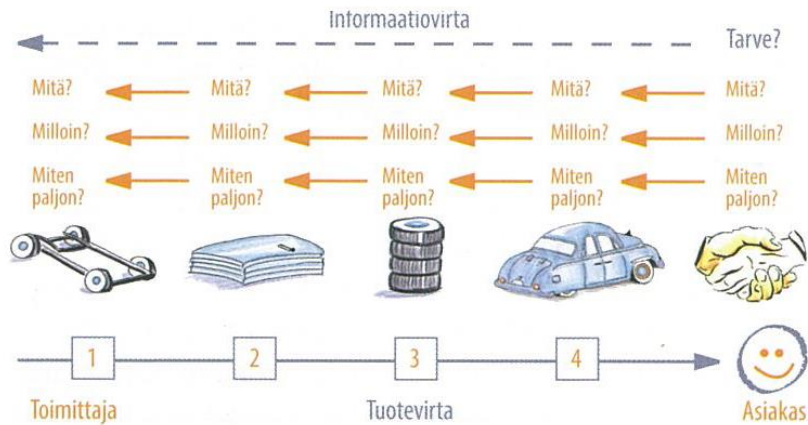 Informaatiovirta
Tarve?
Mitä? Mitä? Mitä? Mitä? Mitä?
Milloin? Milloin? Milloin? Milloin? Milloin?
Miten paljon? Miten paljon? Miten paljon? Miten paljon? Miten paljon?
1 2 3 4
Toimittaja Tuotevirta Asiakas